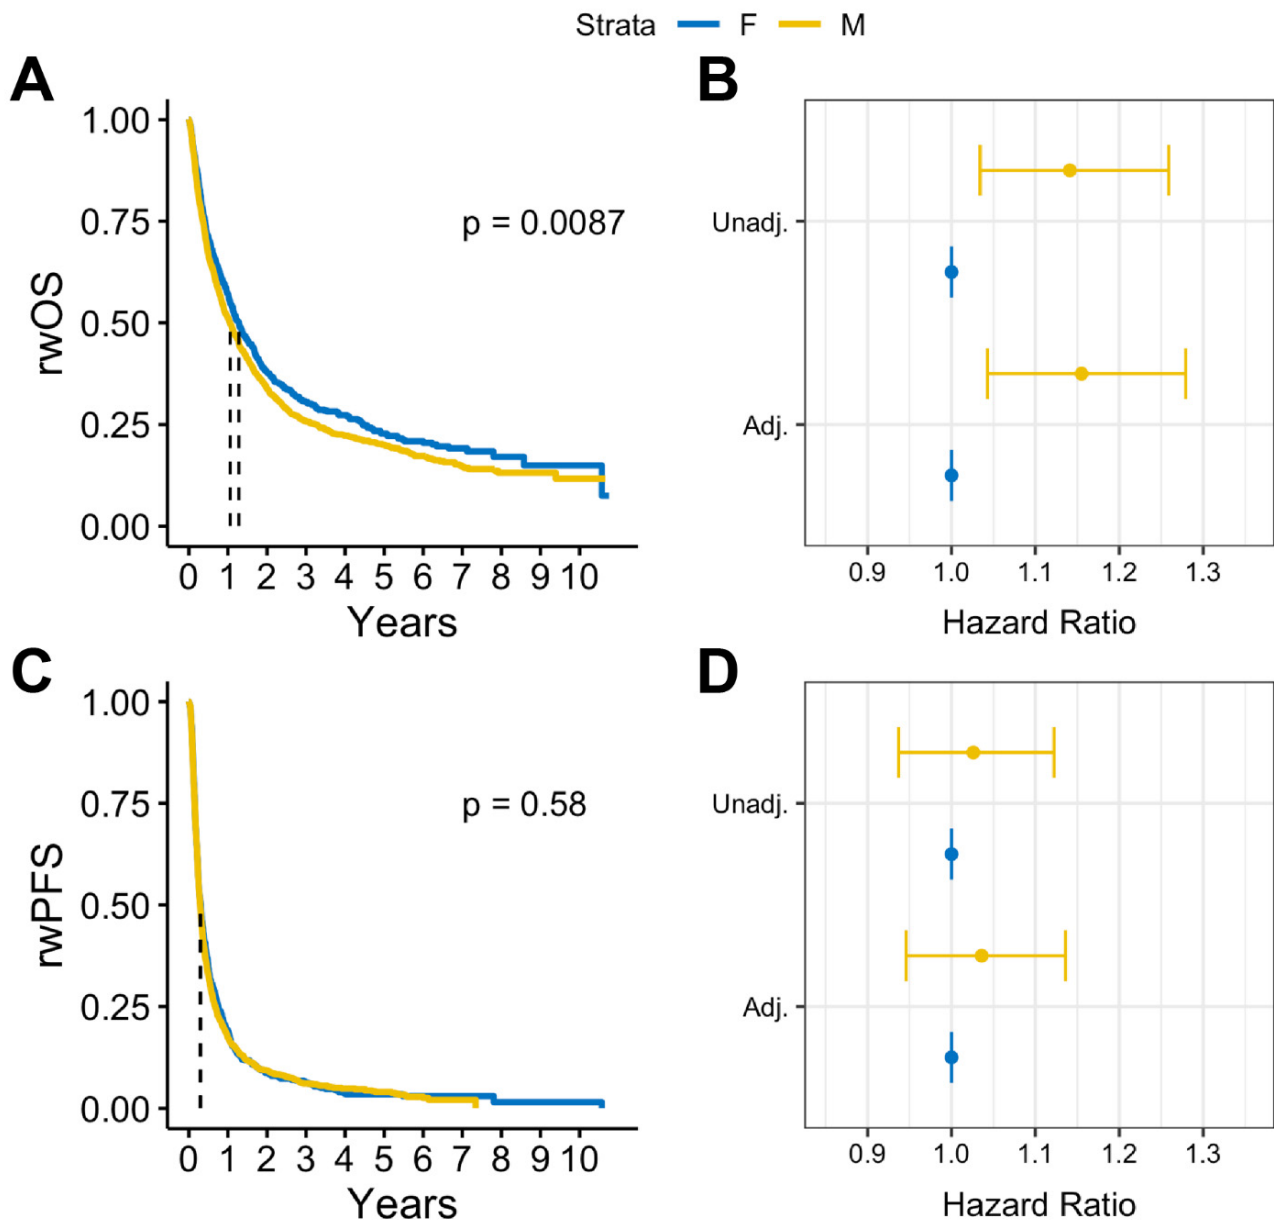 Strata F M
A
1.00
0.75
0.50
0.25
0.00
rwOS
p = 0.0087
0 1 2 3 4 5 6 7 8 9 10
Years
B
Unadj.
Adj.
0.9 1.0 1.1 1.2 1.3
Hazard Ratio
C
1.00
0.75
0.50
0.25
0.00
rwPFS
p = 0.58
0 1 2 3 4 5 6 7 8 9 10
Years
D
Unadj.
Adj.
0.9 1.0 1.1 1.2 1.3
Hazard Ratio